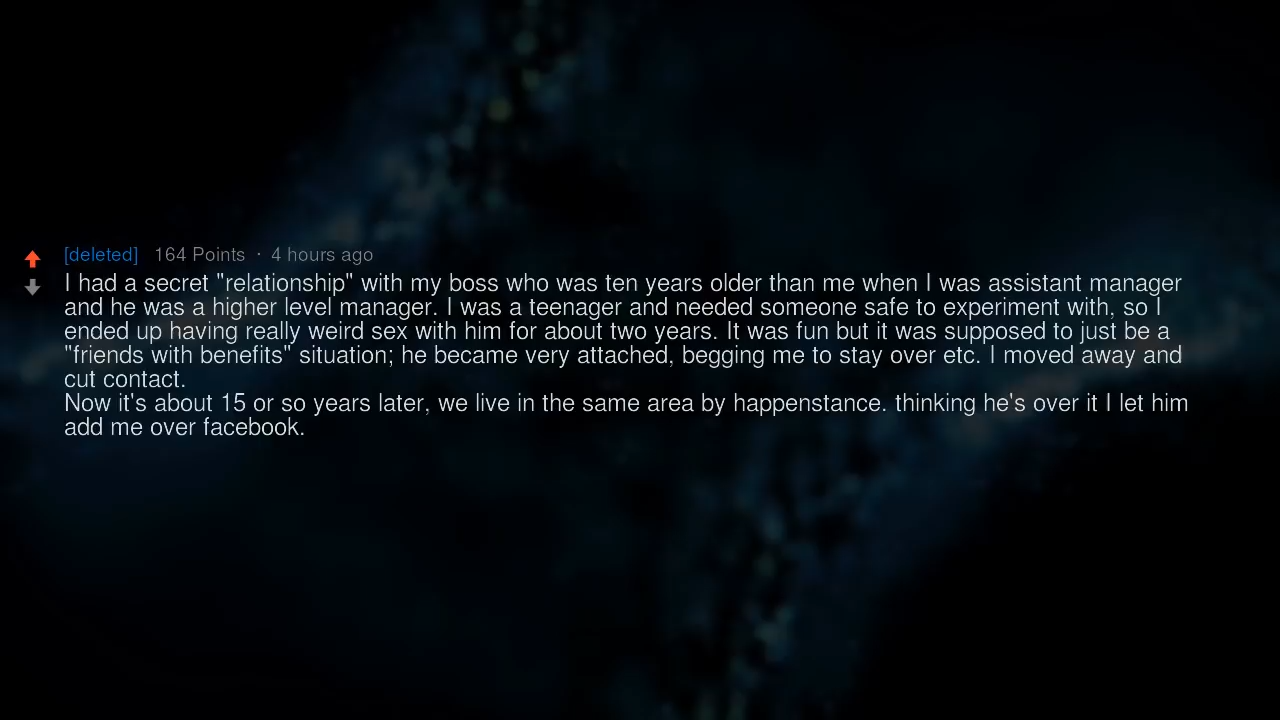 [deleted] 164 Points · 4 hours ago
I had a secret "relationship" with my boss who was ten years older than me when I was assistant manager
and he was a higher level manager. I was a teenager and needed someone safe to experiment with, so I
ended up having really weird sex with him for about two years. It was fun but it was supposed to just be a
"friends with benefits" situation; he became very attached, begging me to stay over etc. I moved away and
cut contact.
Now it's about 15 or so years later, we live in the same area by happenstance. thinking he's over it I let him
add me over facebook.